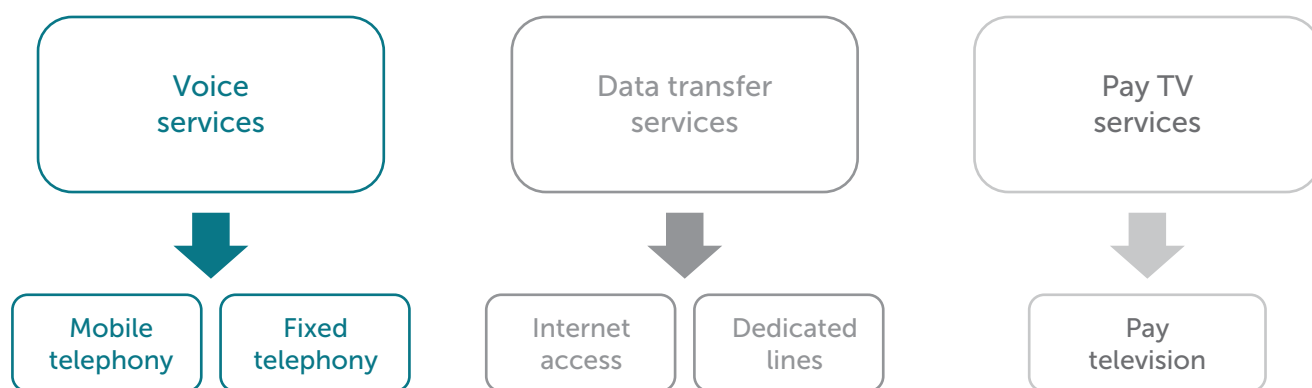 Voice
services
Data transfer
services
Pay TV
services
Mobile
telephony
Fixed
telephony
Internet
access
Dedicated
lines
Pay
television